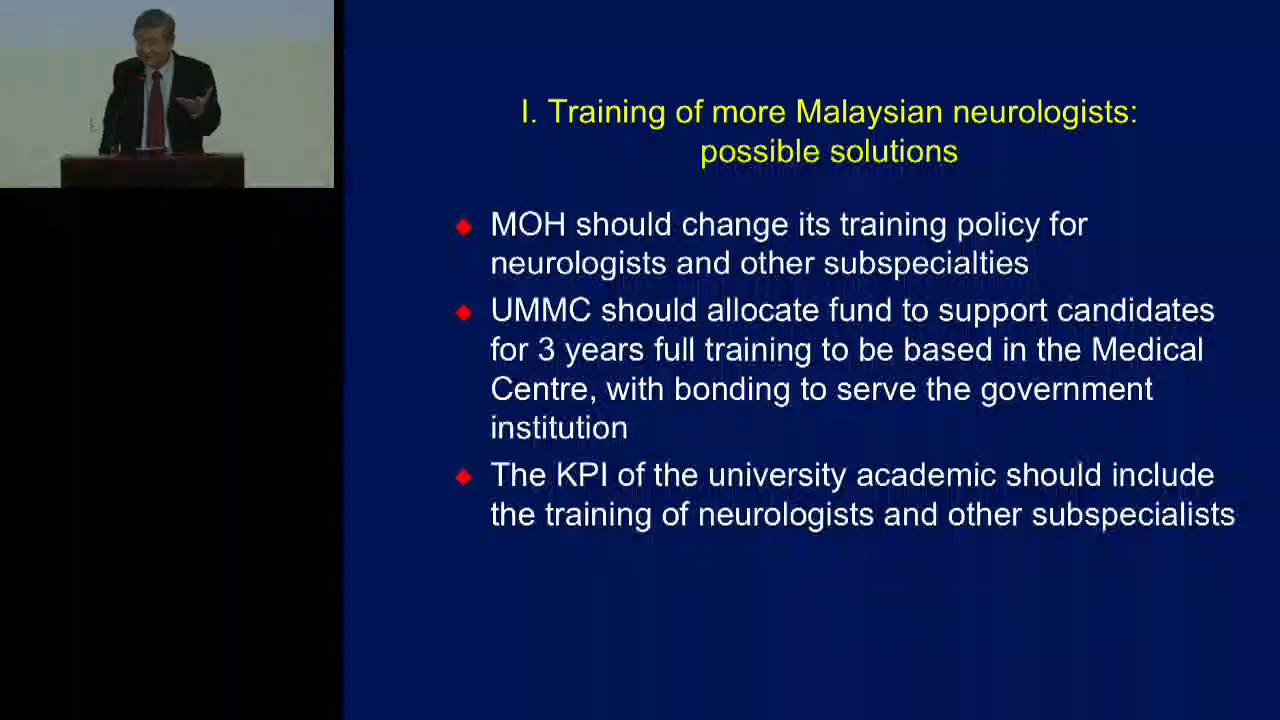 I. Training of more Malaysian neurologists:
possible solutions
MOH should change its training policy for
neurologists and other subspecialties
UMMC should allocate fund to support candidates
for 3 years full training to be based in the Medical
Centre, with bonding to serve the government
institution
The KPI of the university academic should include
the training of neurologists and other subspecialists